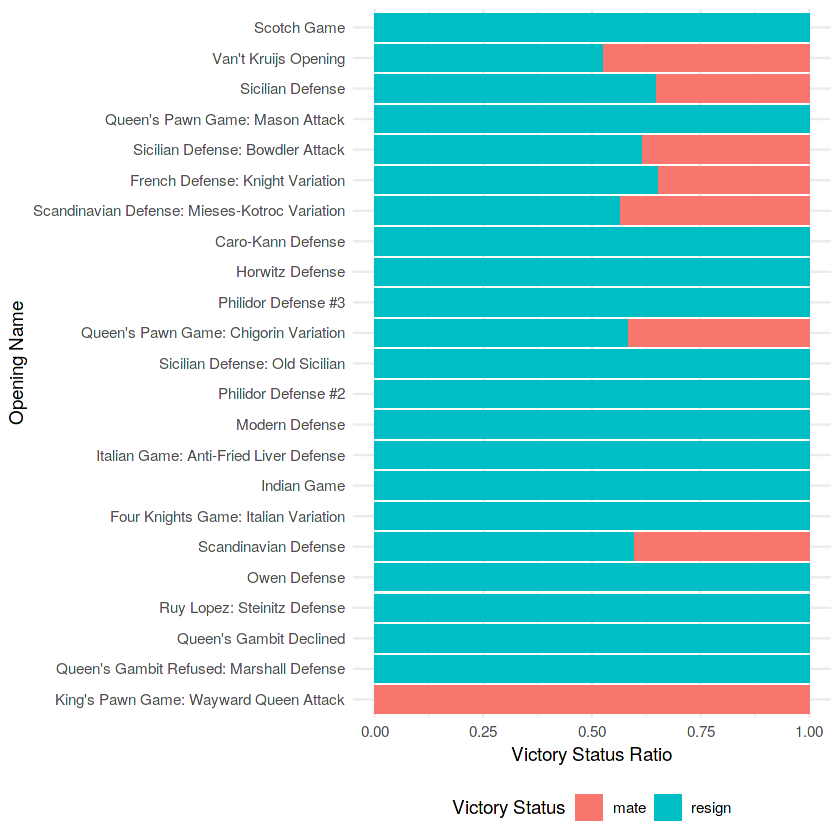 Scotch Game
Van't Kruijs Opening
Sicilian Defense
Queen's Pawn Game: Mason Attack
Sicilian Defense: Bowdler Attack
French Defense: Knight Variation
Scandinavian Defense: Mieses-Kotroc Variation
Caro-Kann Defense
Horwitz Defense
Philidor Defense #3
Queen's Pawn Game: Chigorin Variation
Sicilian Defense: Old Sicilian
Philidor Defense #2
Modern Defense
Italian Game: Anti-Fried Liver Defense
Indian Game
Four Knights Game: Italian Variation
Scandinavian Defense
Owen Defense
Ruy Lopez: Steinitz Defense
Queen's Gambit Declined
Queen's Gambit Refused: Marshall Defense
King's Pawn Game: Wayward Queen Attack
Opening Name
0.00 0.25 0.50 0.75 1.00
Victory Status Ratio
Victory Status mate resign